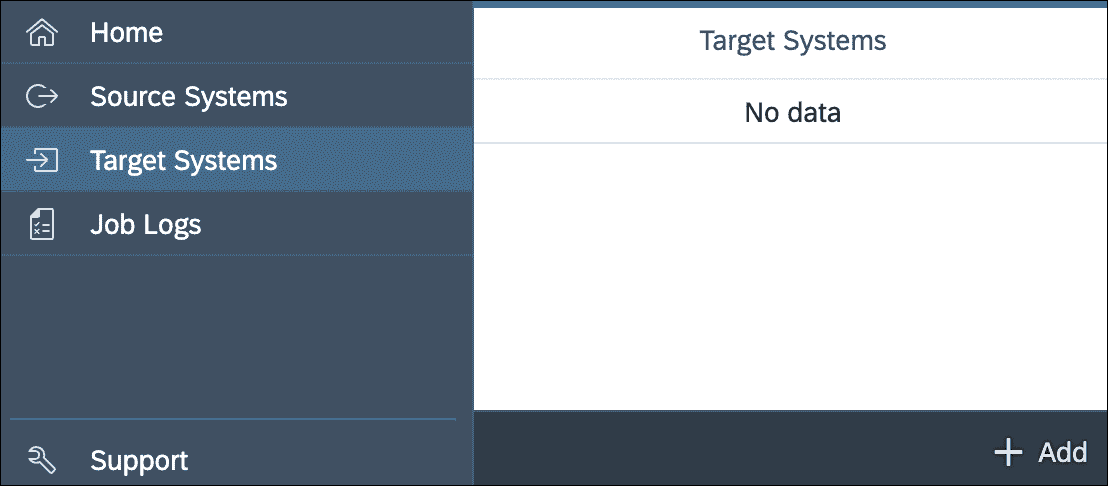 Home
Source Systems
Target Systems
Job Logs
Support
Target Systems
No data
Add